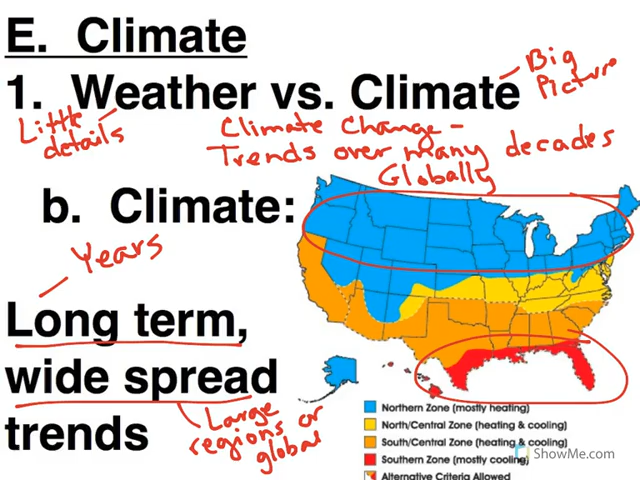 E. Climate
1. Weather vs. Climate
Big
Picture
Little
details
Climate Change -
Trends over many decades
Globally
b. Climate:
Years
Long term,
wide spread
trends
Large
regions or
global
Northern Zone (mostly heating)
North/Central Zone (heating & cooling)
South/Central Zone (heating & cooling)
Southern Zone (mostly cooling)
Alternative Criteria Allowed
ShowMe.com